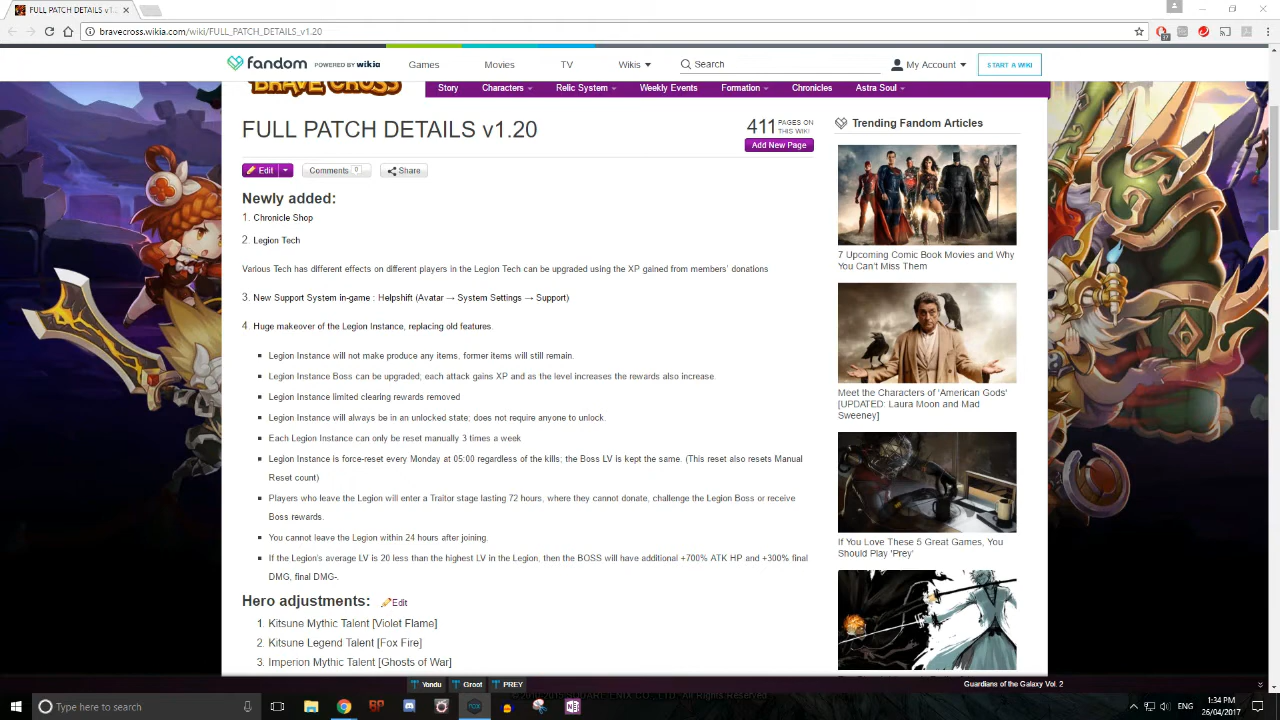 FULL PATCH DETAILS v1.
bravecross.wikia.com/wiki/FULL_PATCH_DETAILS_v1.20
fandom POWERED BY wikia Games Movies TV Wikis Search My Account START A WIKI
BRAVE CROSS
Story Characters Relic System Weekly Events Formation Chronicles Astra Soul
FULL PATCH DETAILS v1.20
411 PAGES ON THIS WIKI
Add New Page
Edit Comments 0 Share
Newly added:
1. Chronicle Shop
2. Legion Tech
Various Tech has different effects on different players in the Legion Tech can be upgraded using the XP gained from members' donations
3. New Support System in-game : Helpshift (Avatar → System Settings → Support)
4. Huge makeover of the Legion Instance, replacing old features.
Legion Instance will not make produce any items, former items will still remain.
Legion Instance Boss can be upgraded; each attack gains XP and as the level increases the rewards also increase.
Legion Instance limited clearing rewards removed
Legion Instance will always be in an unlocked state; does not require anyone to unlock.
Each Legion Instance can only be reset manually 3 times a week
Legion Instance is force-reset every Monday at 05:00 regardless of the kills; the Boss LV is kept the same. (This reset also resets Manual
Reset count)
Players who leave the Legion will enter a Traitor stage lasting 72 hours, where they cannot donate, challenge the Legion Boss or receive
Boss rewards.
You cannot leave the Legion within 24 hours after joining.
If the Legion's average LV is 20 less than the highest LV in the Legion, then the BOSS will have additional +700% ATK HP and +300% final
DMG, final DMG-.
Hero adjustments: Edit
1. Kitsune Mythic Talent [Violet Flame]
2. Kitsune Legend Talent [Fox Fire]
3. Imperion Mythic Talent [Ghosts of War]
Trending Fandom Articles
7 Upcoming Comic Book Movies and Why
You Can't Miss Them
Meet the Characters of 'American Gods'
[UPDATED: Laura Moon and Mad
Sweeney]
If You Love These 5 Great Games, You
Should Play 'Prey'
Yondu Groot PREY Guardians of the Galaxy Vol. 2
All Rights Reserved
Type here to search
ENG
1:34 PM
26/04/2017